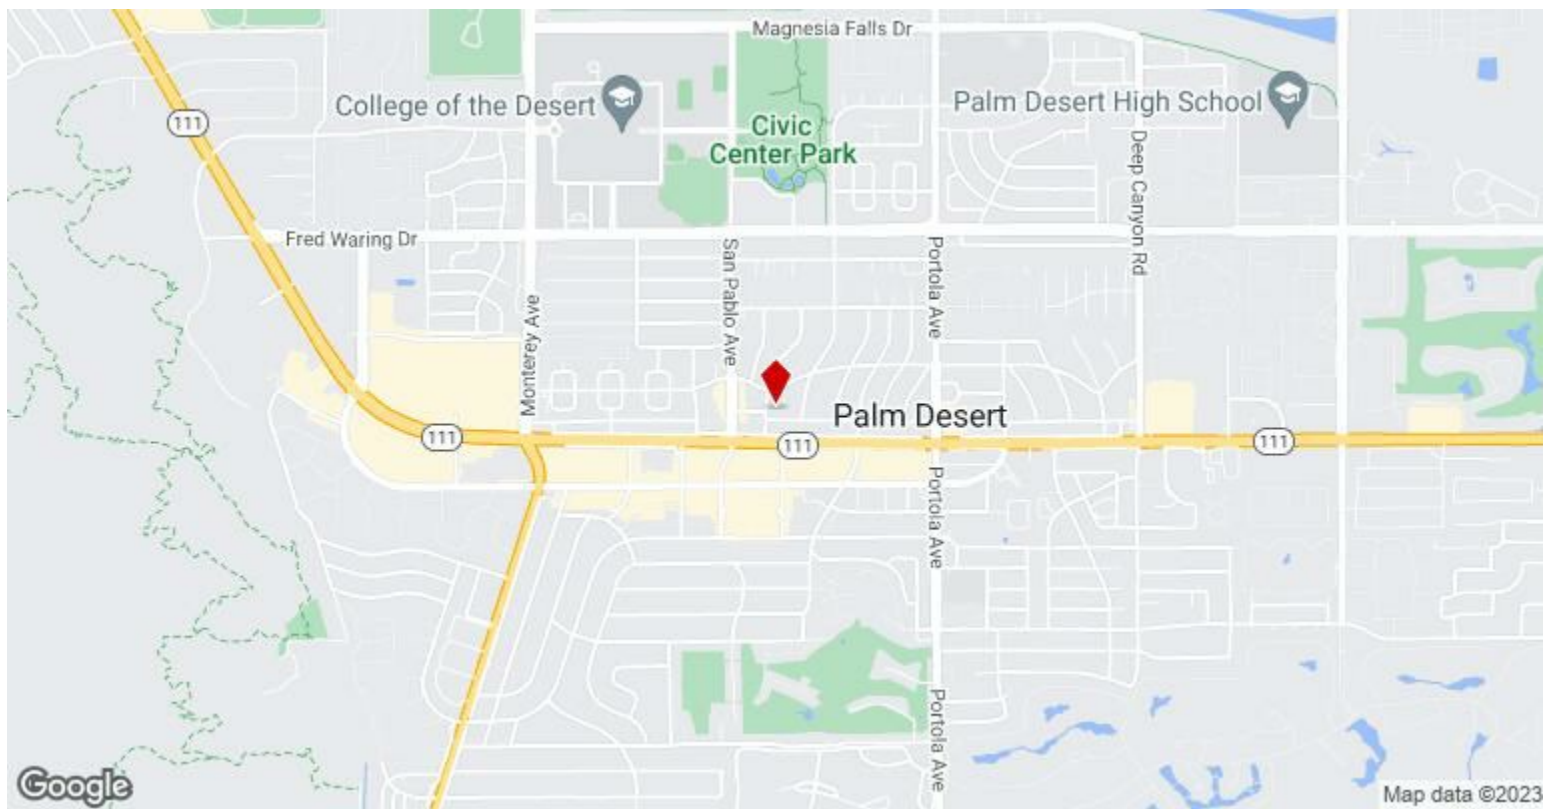 Magnesia Falls Dr
College of the Desert
Palm Desert High School
111
Civic
Center Park
Deep Canyon Rd
Fred Waring Dr
San Pablo Ave
Portola Ave
Monterey Ave
Palm Desert
111
111
111
Portola Ave
Portola Ave
Google
Map data ©2023